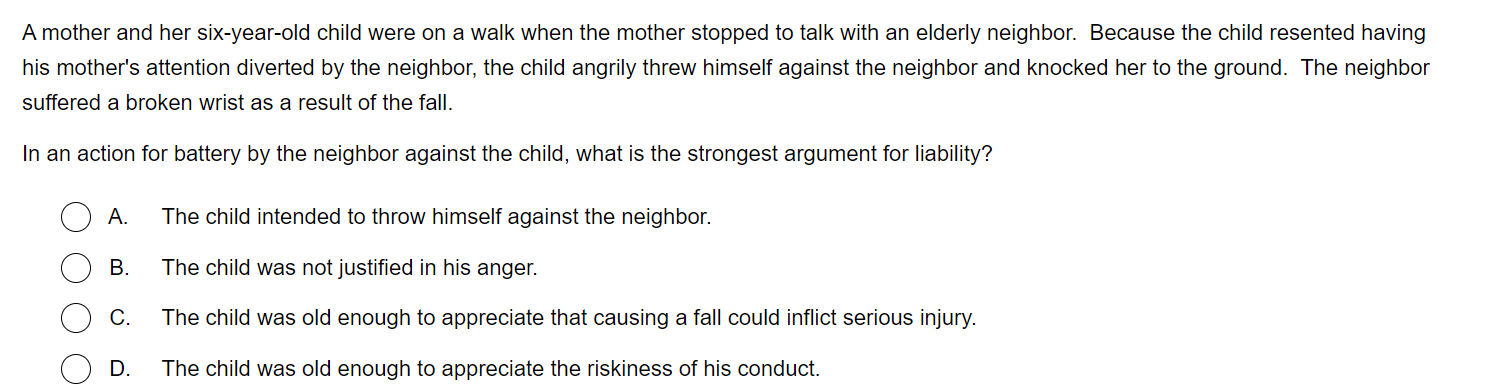 A mother and her six-year-old child were on a walk when the mother stopped to talk with an elderly neighbor.  Because the child resented having
his mother's attention diverted by the neighbor, the child angrily threw himself against the neighbor and knocked her to the ground.  The neighbor
suffered a broken wrist as a result of the fall.
In an action for battery by the neighbor against the child, what is the strongest argument for liability?
A. The child intended to throw himself against the neighbor.
B. The child was not justified in his anger.
C. The child was old enough to appreciate that causing a fall could inflict serious injury.
D. The child was old enough to appreciate the riskiness of his conduct.